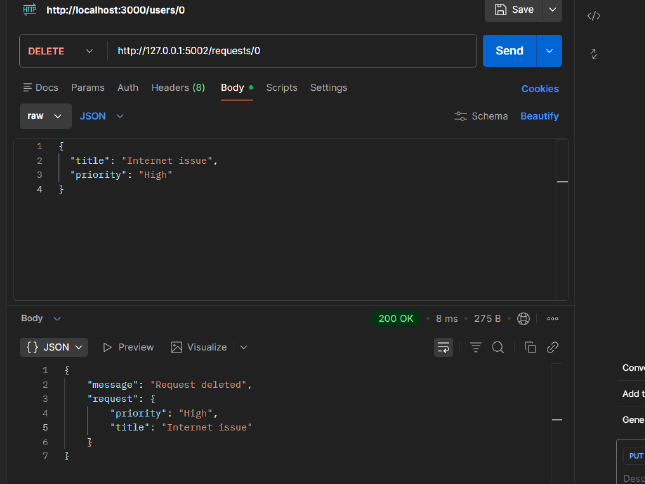 HTTP http://localhost:3000/users/0 Save
DELETE http://127.0.0.1:5002/requests/0 Send
Docs Params Auth Headers (8) Body Scripts Settings Cookies
raw JSON Schema Beautify
1 {
2 "title": "Internet issue",
3 "priority": "High"
4 }
Body 200 OK 8 ms 275 B
{} JSON Preview Visualize
1 {
2 "message": "Request deleted",
3 "request": {
4 "priority": "High",
5 "title": "Internet issue"
6 }
7 }
Conv
Add t
Gene
PUT
Desc